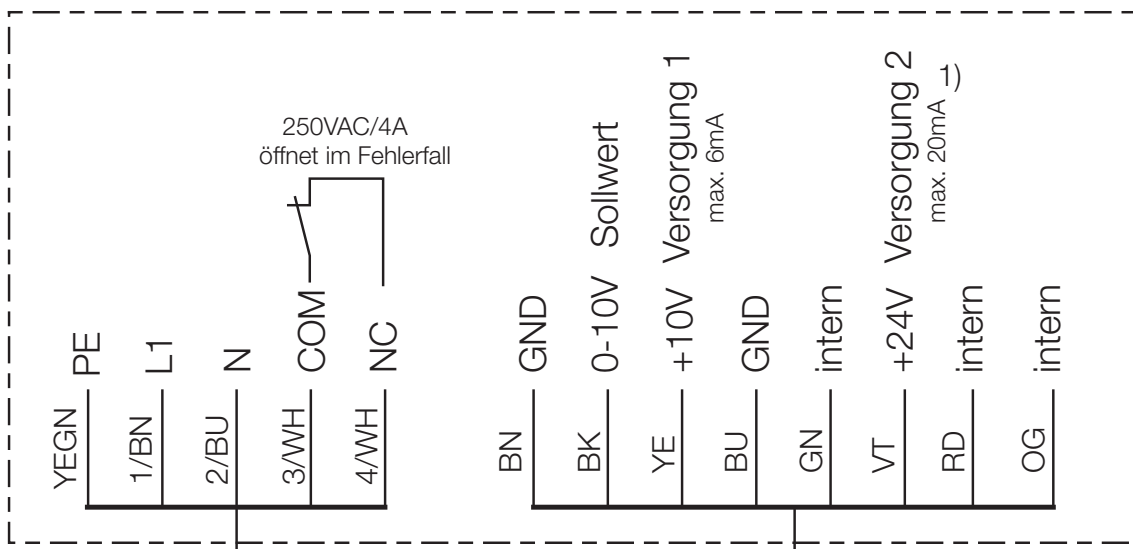 250VAC/4A
öffnet im Fehlerfall
PE
L1
N
COM
NC
YEGN
1/BN
2/BU
3/WH
4/WH
GND
0-10V Sollwert
+10V Versorgung 1
max. 6mA
GND
intern
+24V Versorgung 2
max. 20mA 1)
intern
intern
BN
BK
YE
BU
GN
VT
RD
OG